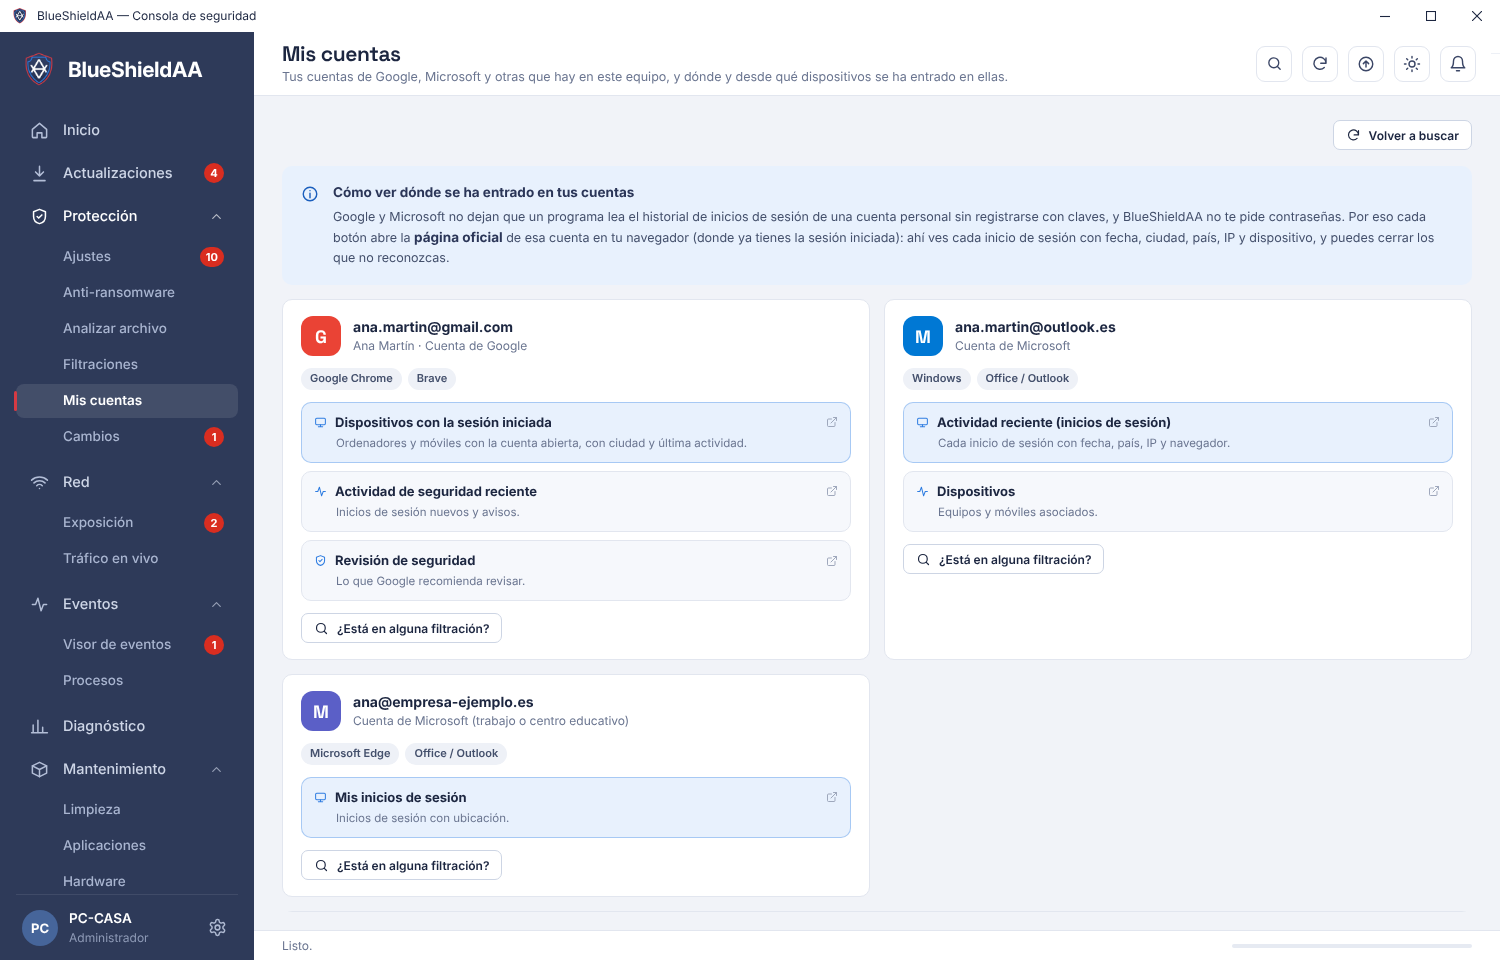 BlueShieldAA — Consola de seguridad
BlueShieldAA
Inicio
Actualizaciones 4
Protección
Ajustes 10
Anti-ransomware
Analizar archivo
Filtraciones
Mis cuentas
Cambios 1
Red
Exposición 2
Tráfico en vivo
Eventos
Visor de eventos 1
Procesos
Diagnóstico
Mantenimiento
Limpieza
Aplicaciones
Hardware
PC
PC-CASA
Administrador
Mis cuentas
Tus cuentas de Google, Microsoft y otras que hay en este equipo, y dónde y desde qué dispositivos se ha entrado en ellas.
Volver a buscar
Cómo ver dónde se ha entrado en tus cuentas
Google y Microsoft no dejan que un programa lea el historial de inicios de sesión de una cuenta personal sin registrarse con claves, y BlueShieldAA no te pide contraseñas. Por eso cada
botón abre la página oficial de esa cuenta en tu navegador (donde ya tienes la sesión iniciada): ahí ves cada inicio de sesión con fecha, ciudad, país, IP y dispositivo, y puedes cerrar los
que no reconozcas.
G
ana.martin@gmail.com
Ana Martín · Cuenta de Google
Google Chrome Brave
Dispositivos con la sesión iniciada
Ordenadores y móviles con la cuenta abierta, con ciudad y última actividad.
Actividad de seguridad reciente
Inicios de sesión nuevos y avisos.
Revisión de seguridad
Lo que Google recomienda revisar.
¿Está en alguna filtración?
M
ana.martin@outlook.es
Cuenta de Microsoft
Windows Office / Outlook
Actividad reciente (inicios de sesión)
Cada inicio de sesión con fecha, país, IP y navegador.
Dispositivos
Equipos y móviles asociados.
¿Está en alguna filtración?
M
ana@empresa-ejemplo.es
Cuenta de Microsoft (trabajo o centro educativo)
Microsoft Edge Office / Outlook
Mis inicios de sesión
Inicios de sesión con ubicación.
¿Está en alguna filtración?
Listo.